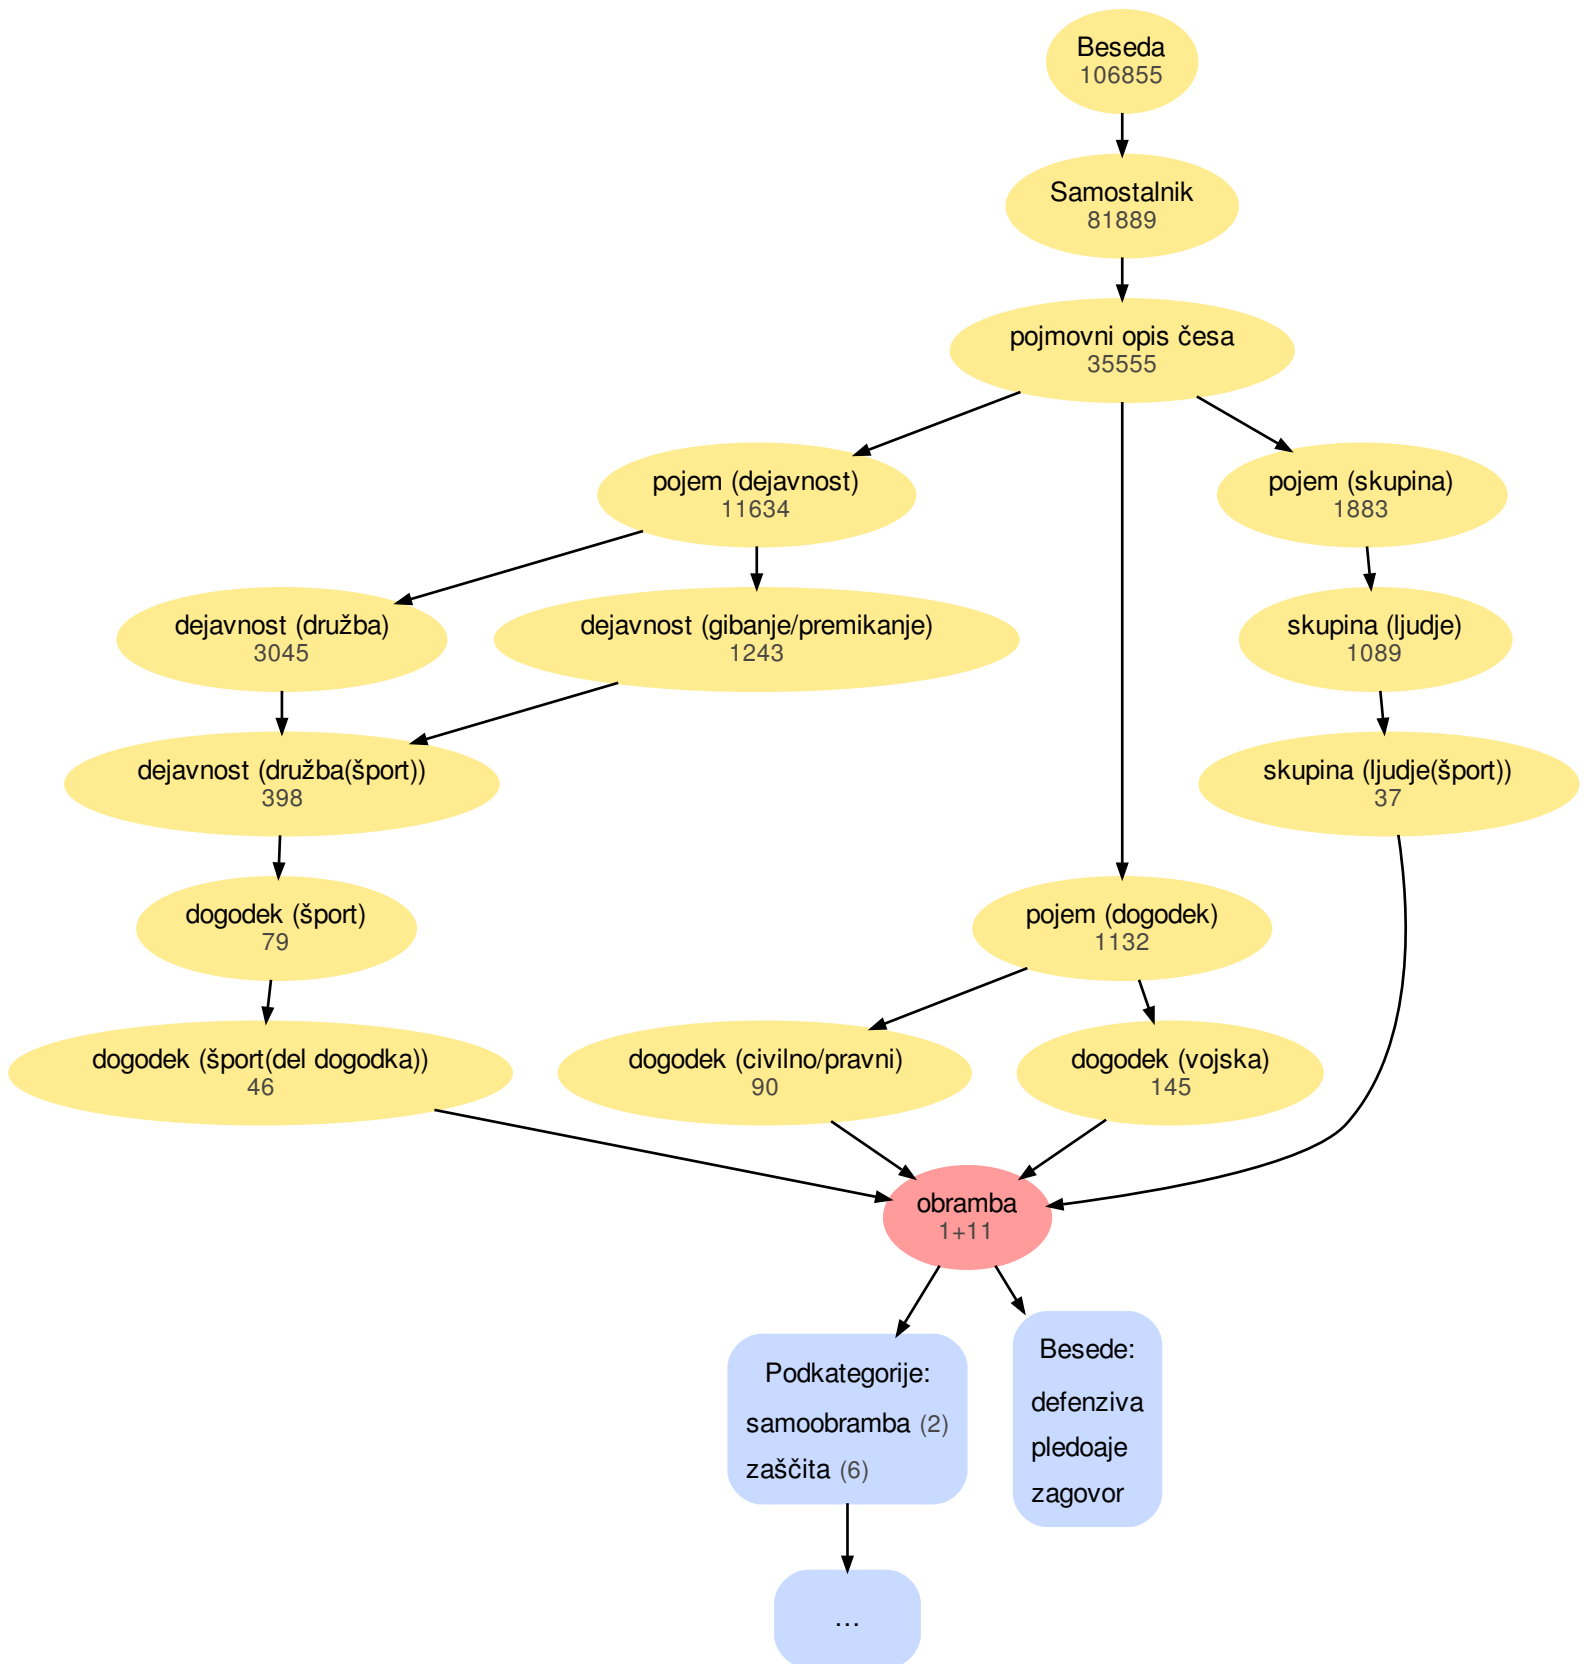 Beseda
106855
Samostalnik
81889
pojmovni opis česa
35555
pojem (dejavnost)
11634
pojem (skupina)
1883
dejavnost (družba)
3045
dejavnost (gibanje/premikanje)
1243
skupina (ljudje)
1089
dejavnost (družba(šport))
398
skupina (ljudje(šport))
37
dogodek (šport)
79
pojem (dogodek)
1132
dogodek (šport(del dogodka))
46
dogodek (civilno/pravni)
90
dogodek (vojska)
145
obramba
1+11
Podkategorije:
samoobramba (2)
zaščita (6)
Besede:
defenziva
pledoaje
zagovor
...